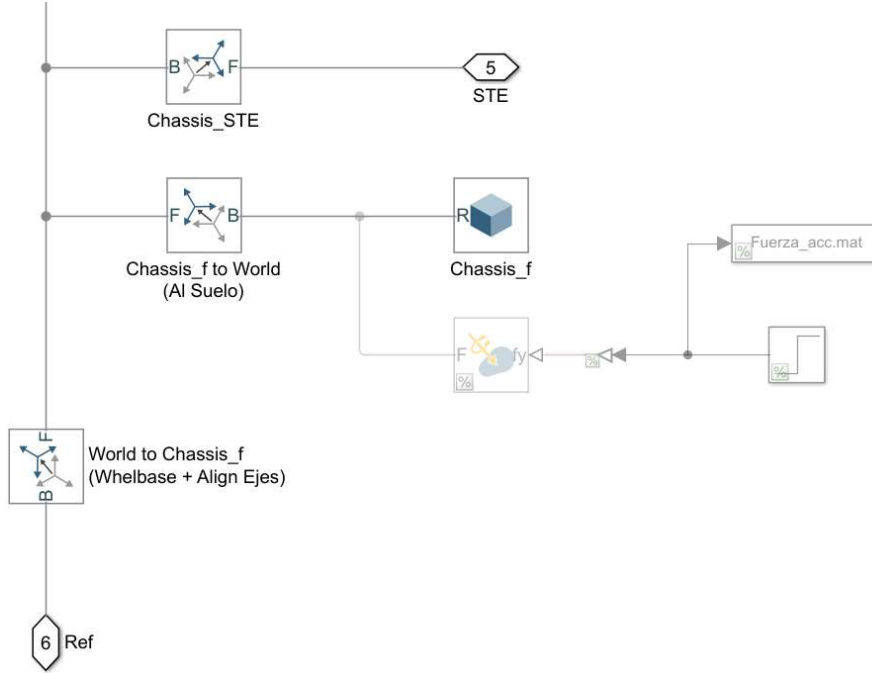 B
F
5
STE
Chassis_STE
F
B
R
Chassis_f to World
(Al Suelo)
Chassis_f
Fuerza_acc.mat
%
F
fy
%
%
%
F
World to Chassis_f
(Whelbase + Align Ejes)
B
6
Ref